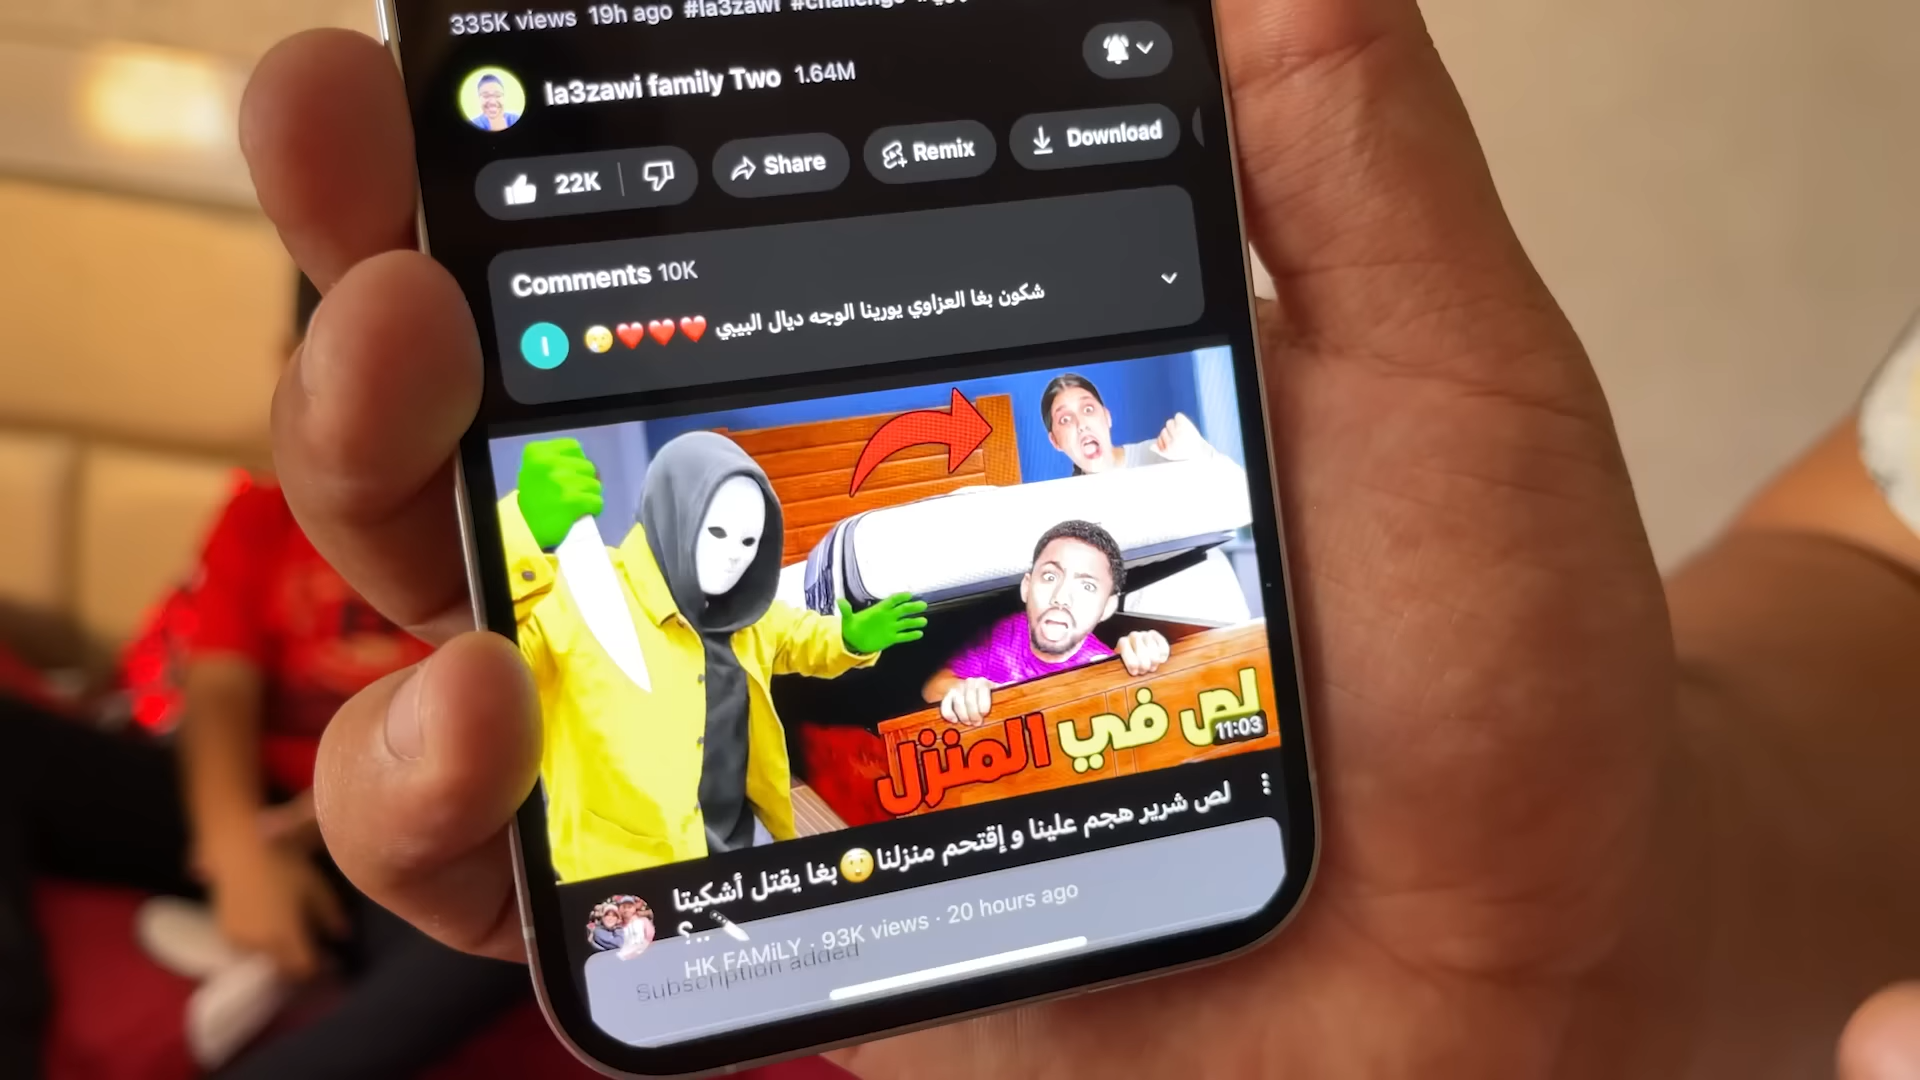 335K views 19h ago #la3zawi #challenge
la3zawi family Two 1.64M
22K
Share
Remix
Download
Comments 10K
شكون بغا العزاوي يورينا الوجه ديال البيبي ❤️❤️❤️🥲
لص في المنزل
11:03
لص شرير هجم علينا و إقتحم منزلنا😲بغا يقتل أشكيتا
🔪 ..؟
HK FAMiLY · 93K views · 20 hours ago
Subscription added